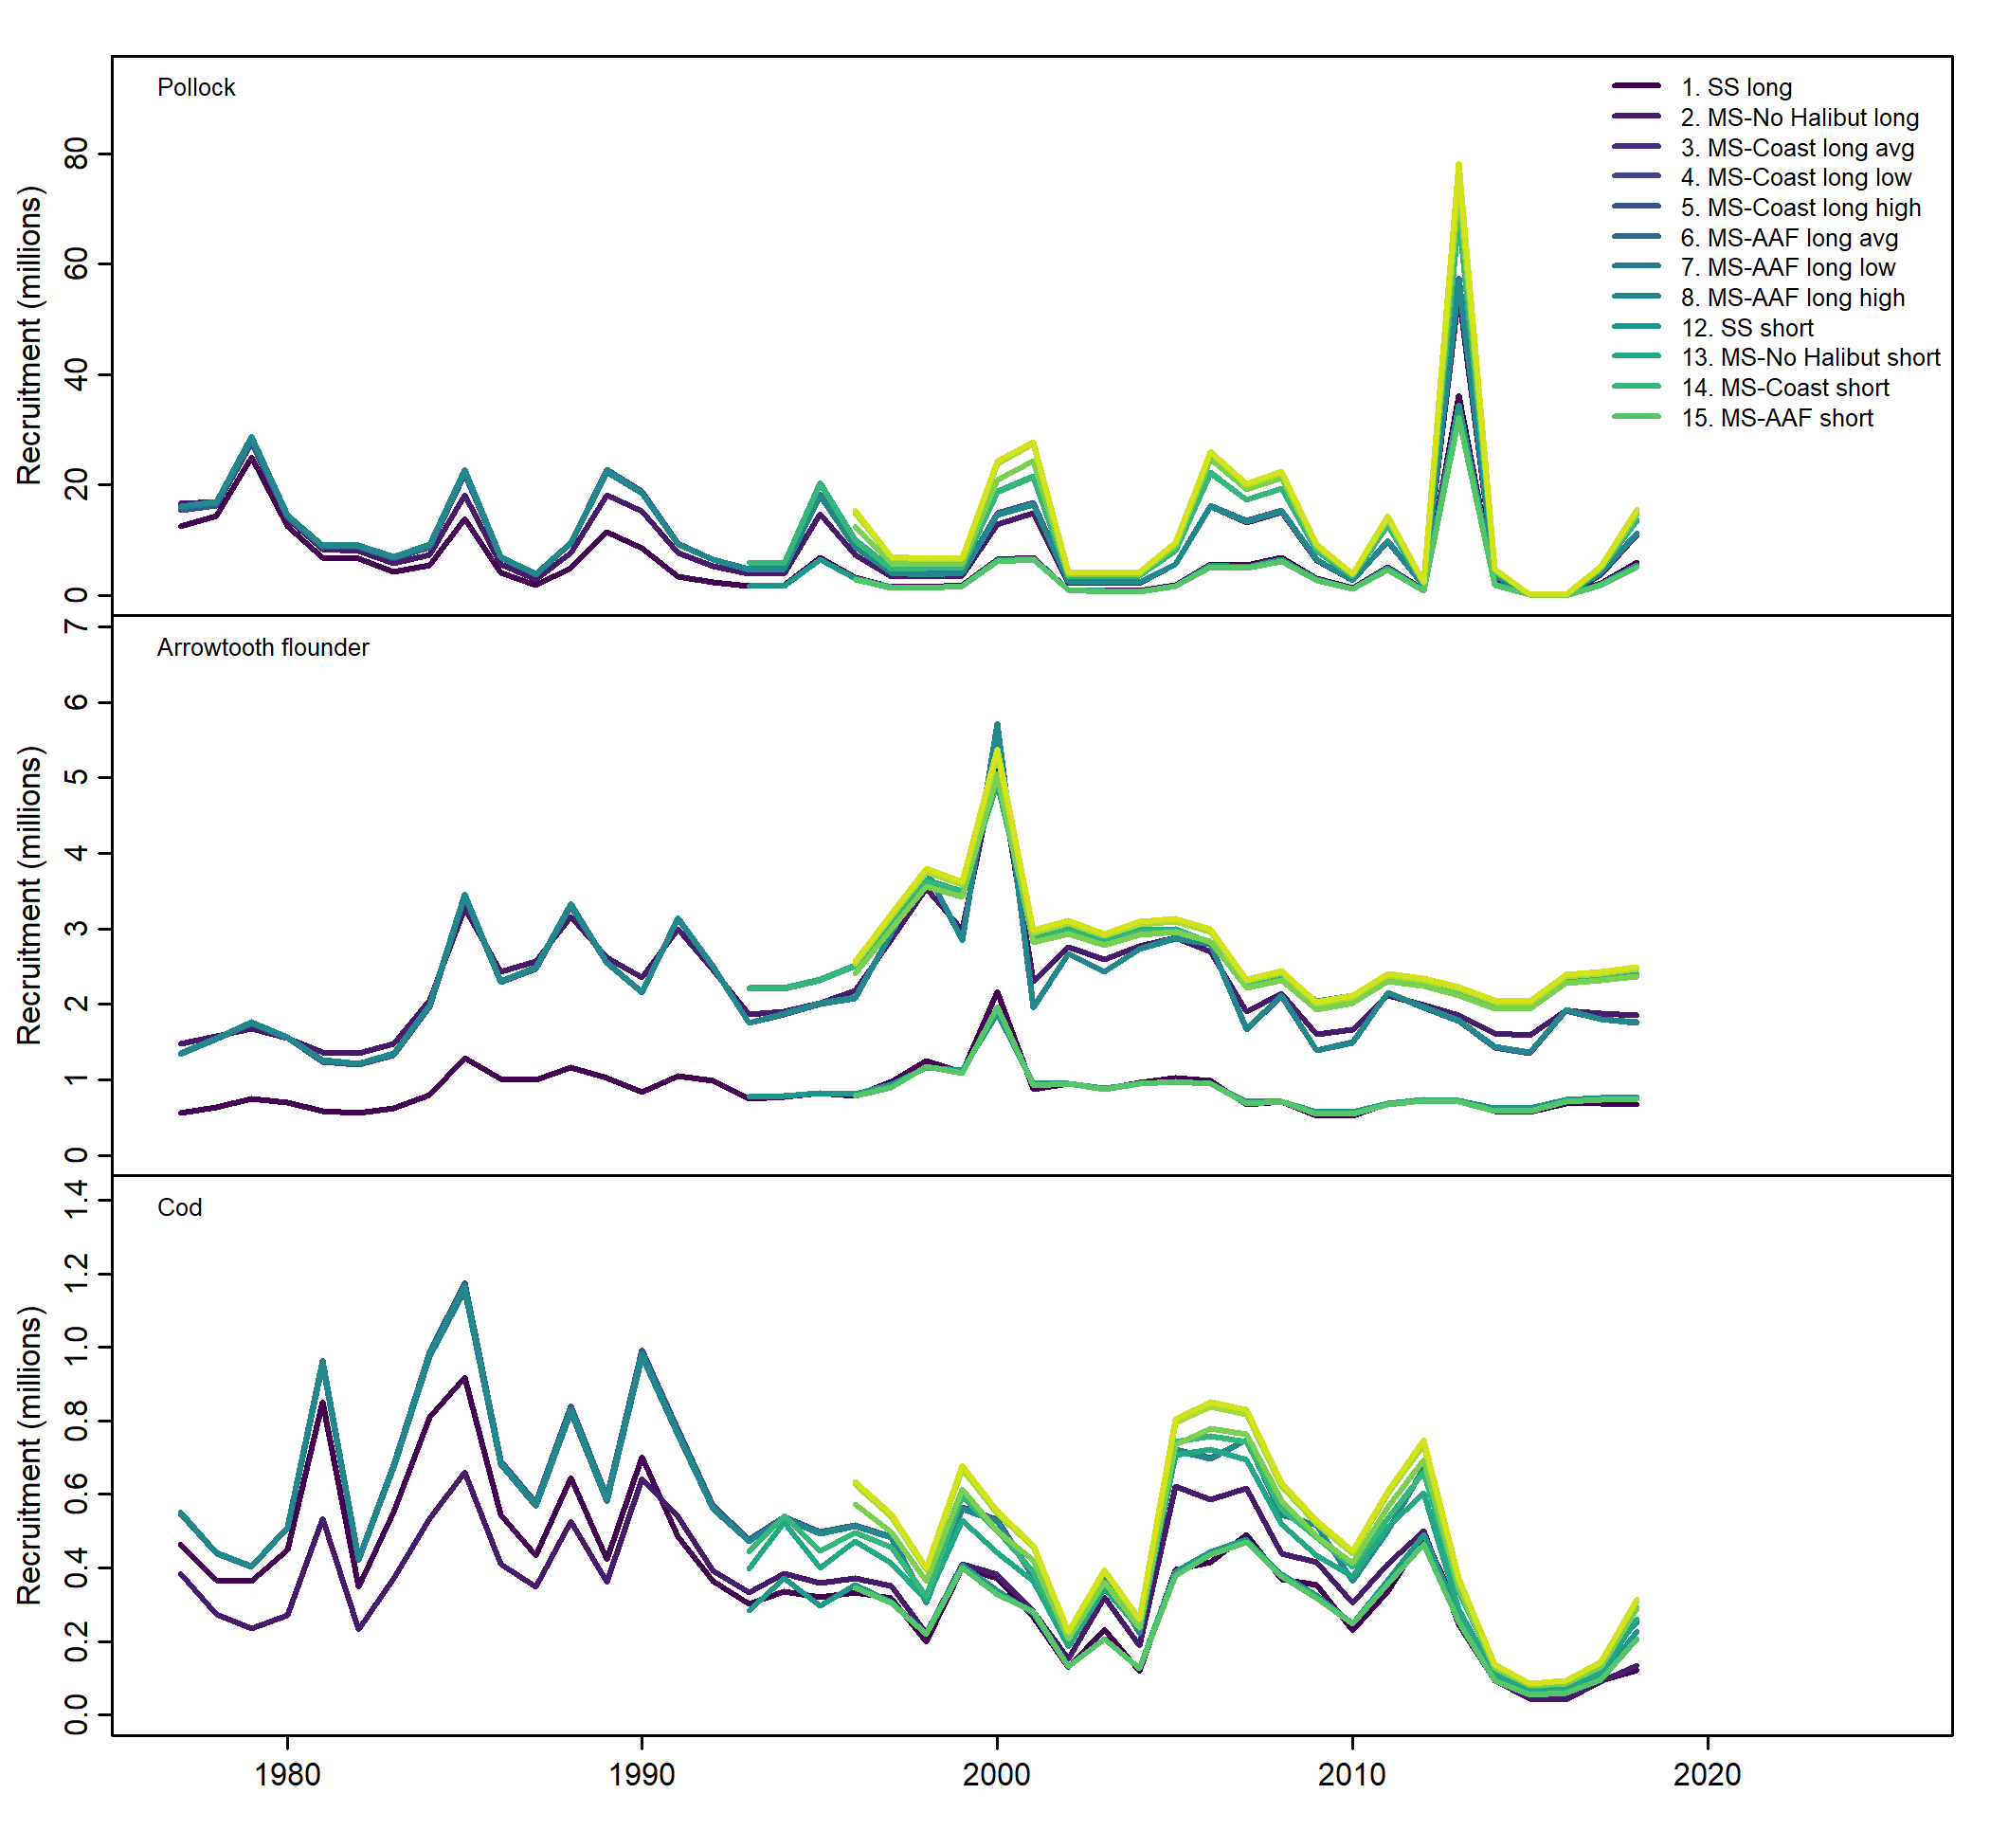 Pollock
1. SS long
2. MS-No Halibut long
3. MS-Coast long avg
4. MS-Coast long low
5. MS-Coast long high
6. MS-AAF long avg
7. MS-AAF long low
8. MS-AAF long high
12. SS short
13. MS-No Halibut short
14. MS-Coast short
15. MS-AAF short
Recruitment (millions)
80
60
40
20
0
Arrowtooth flounder
Recruitment (millions)
7
6
5
4
3
2
1
0
Cod
Recruitment (millions)
1.4
1.2
1.0
0.8
0.6
0.4
0.2
0.0
1980
1990
2000
2010
2020